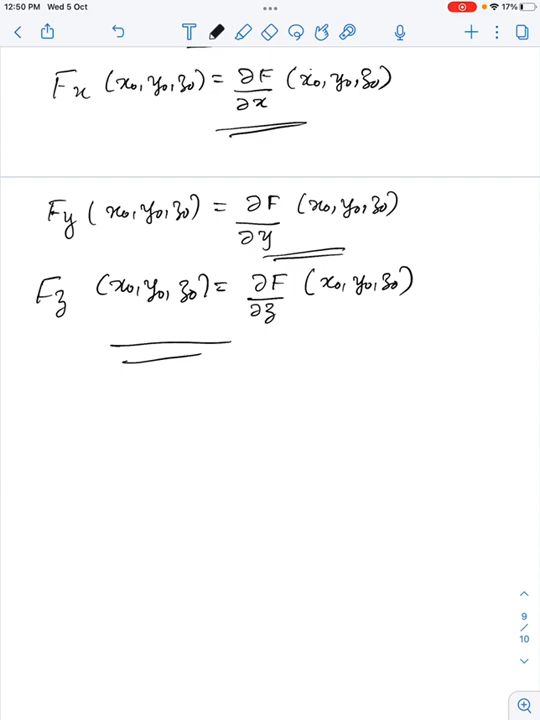 12:50 PM Wed 5 Oct
17%
T
Fx (x0, y0, z0) = ∂F/∂x (x0, y0, z0)
Fy (x0, y0, z0) = ∂F/∂y (x0, y0, z0)
Fz (x0, y0, z0) = ∂F/∂z (x0, y0, z0)
9
/
10